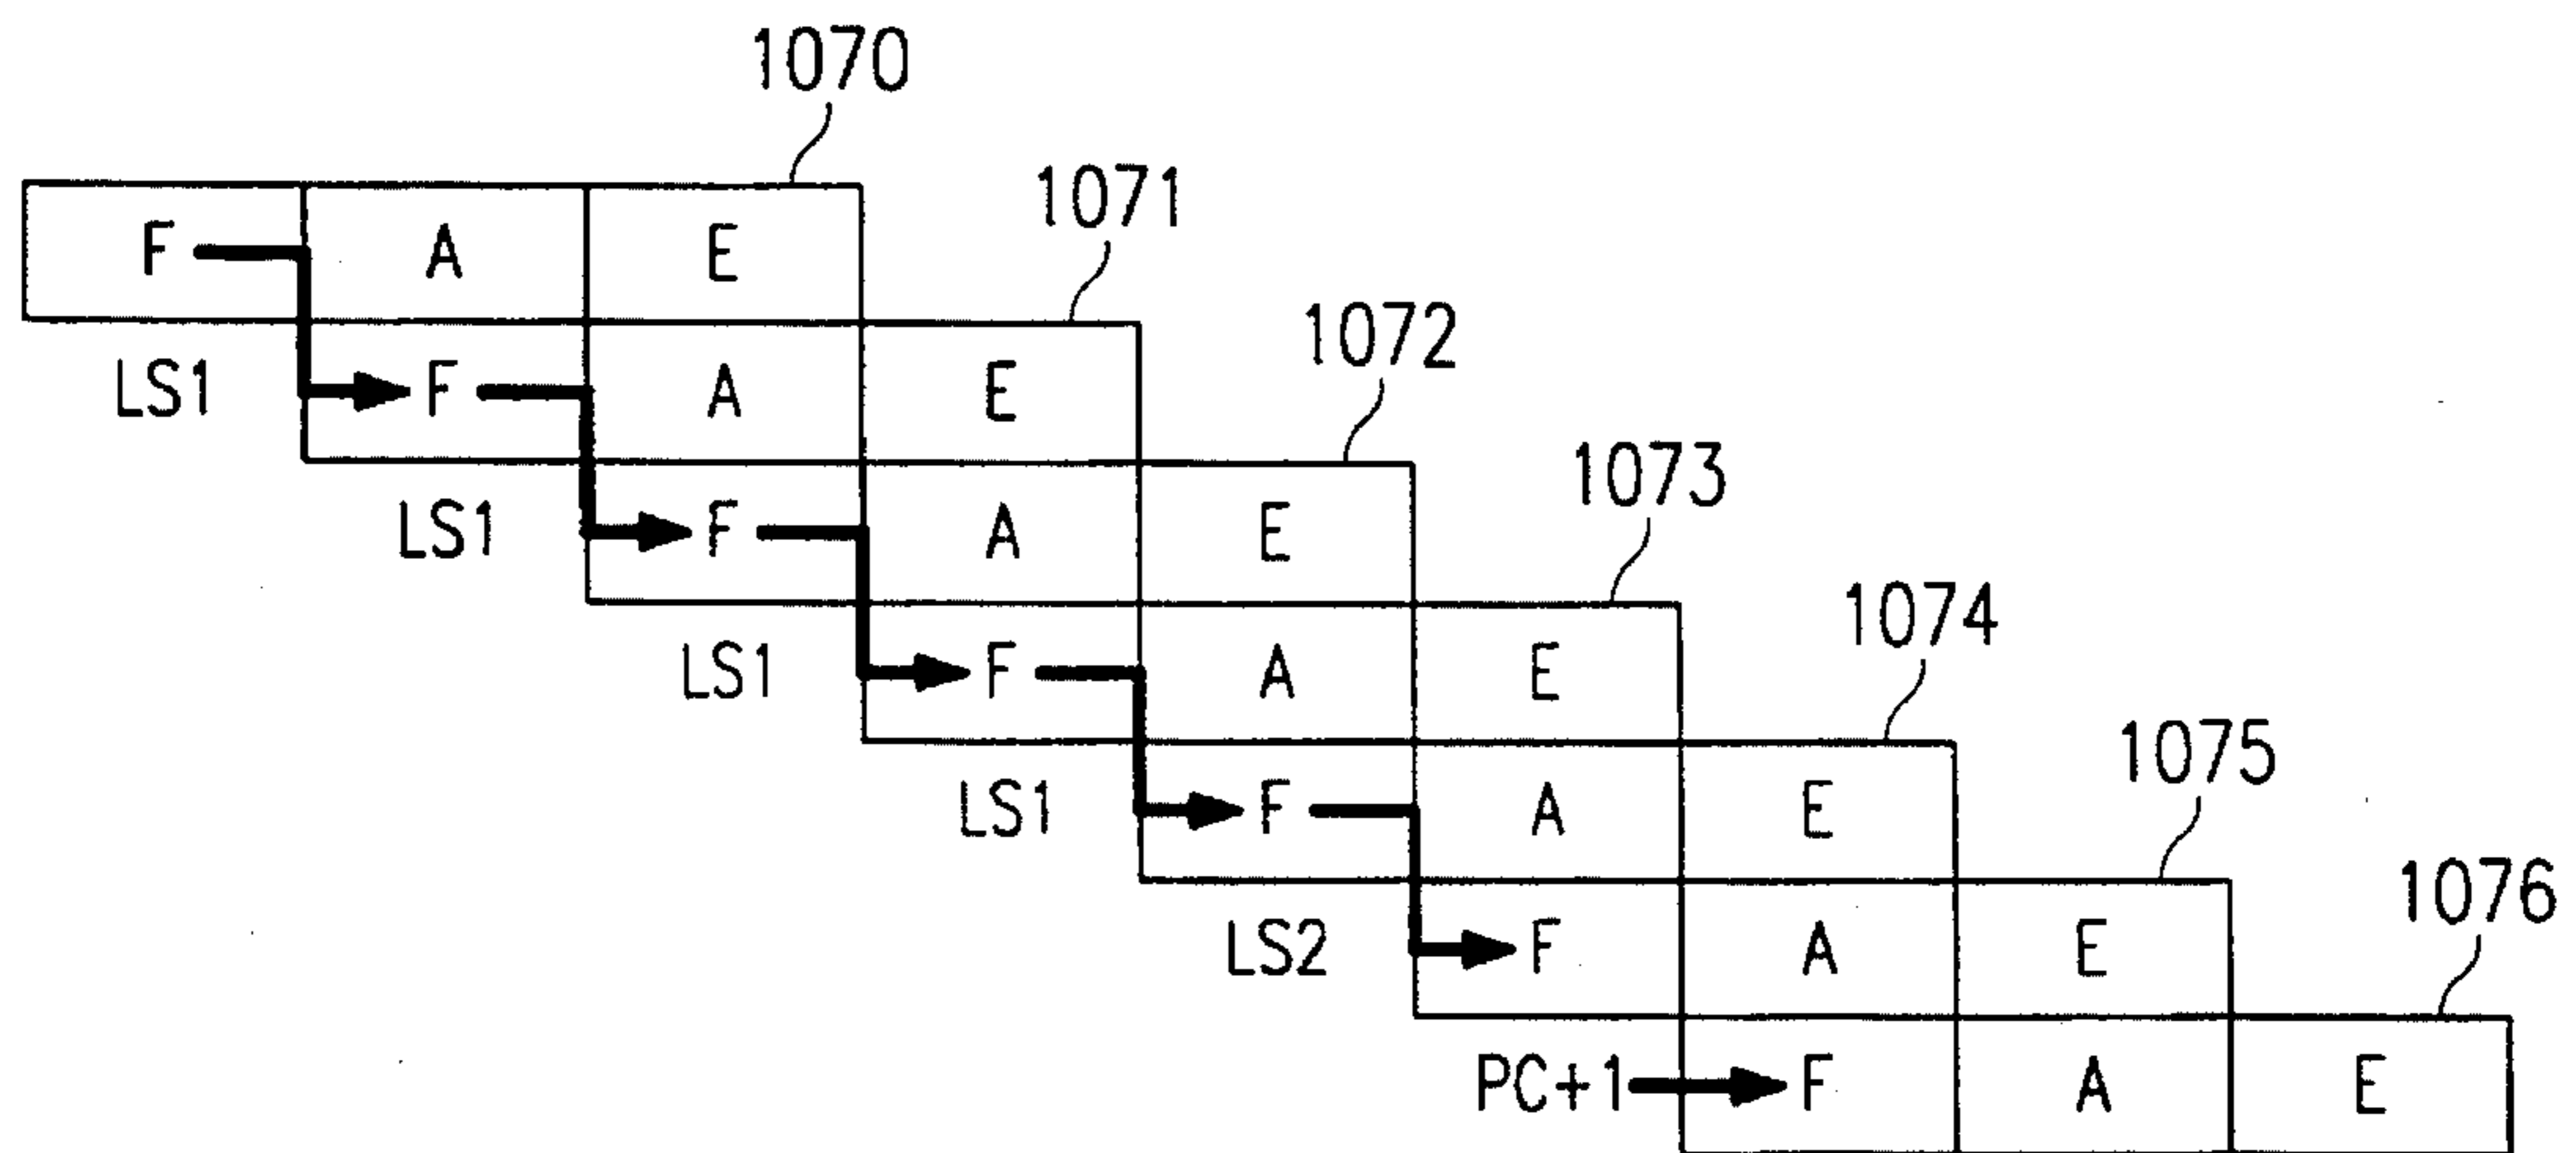 1070
1071
F A E
1072
LS1 F A E
1073
LS1 F A E
1074
LS1 F A E
1075
LS1 F A E
1076
LS2 F A E
PC+1 F A E